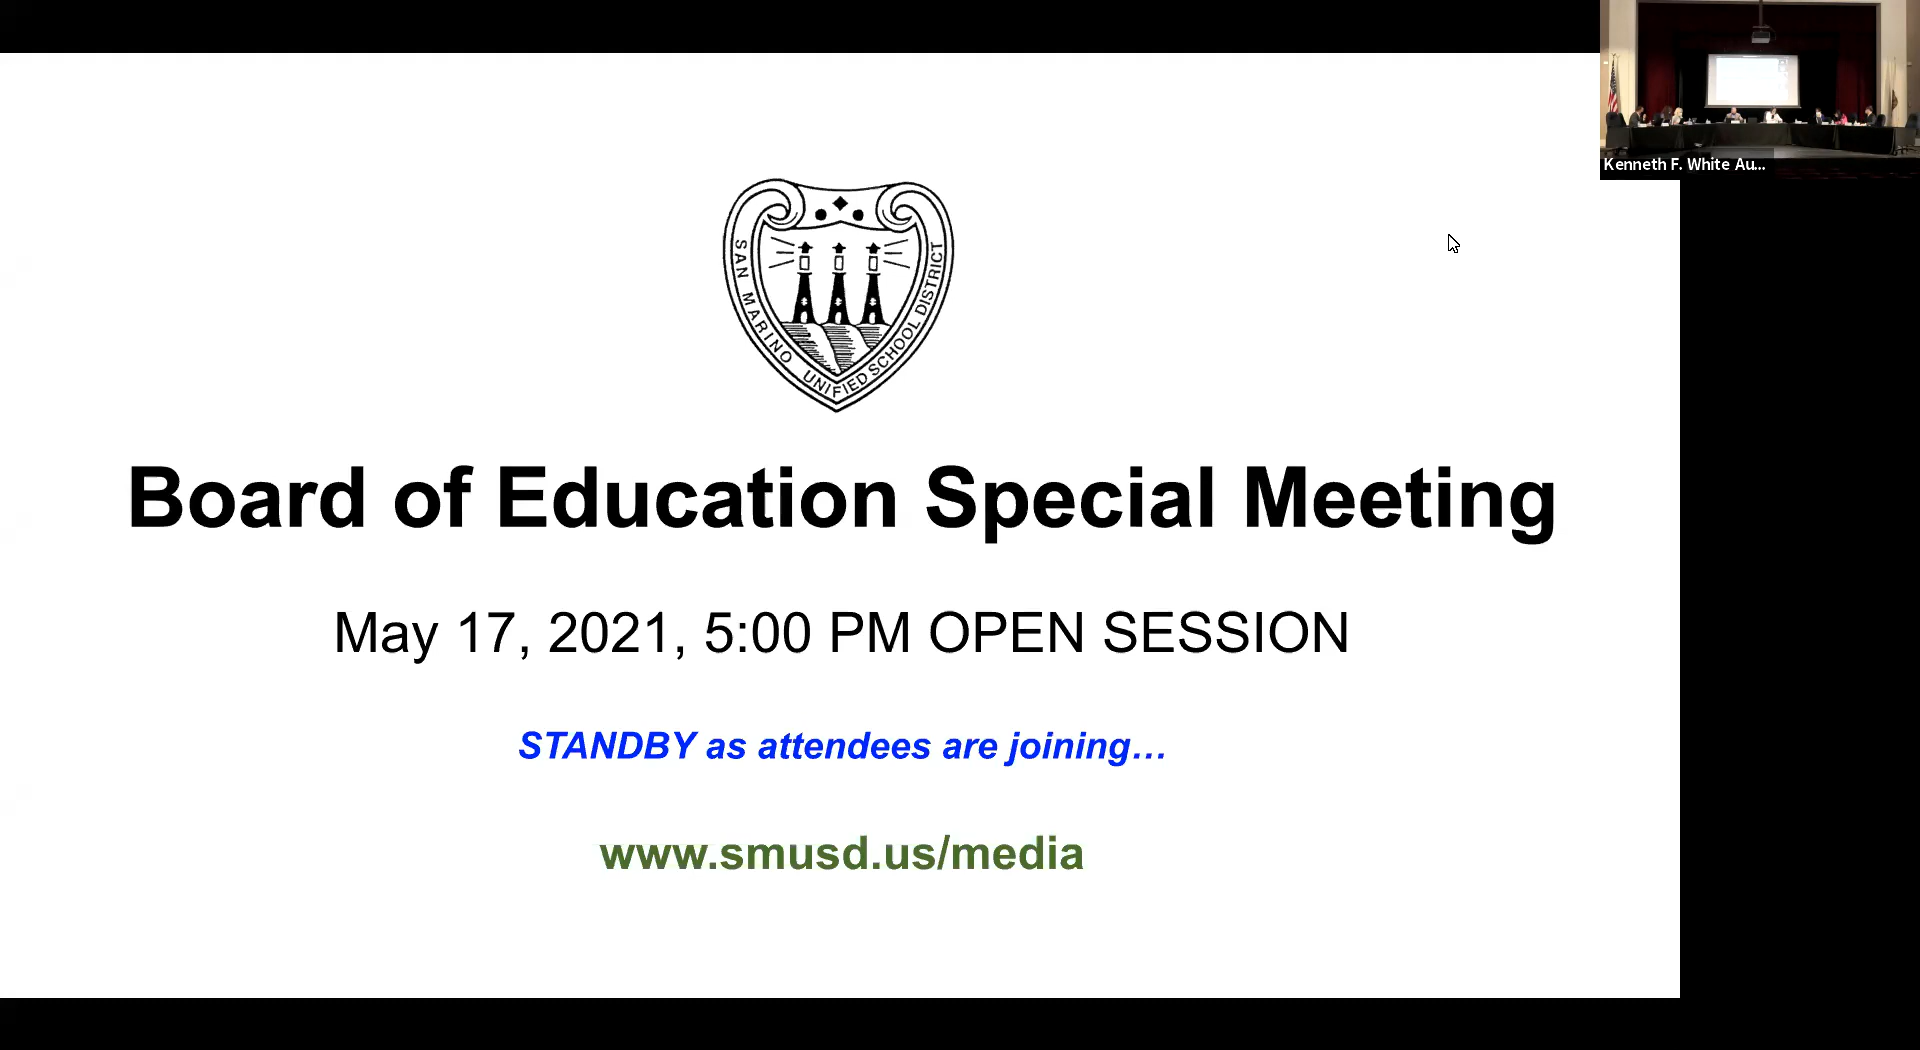 Kenneth F. White Au...
SAN MARINO UNIFIED SCHOOL DISTRICT
Board of Education Special Meeting
May 17, 2021, 5:00 PM OPEN SESSION
STANDBY as attendees are joining...
www.smusd.us/media